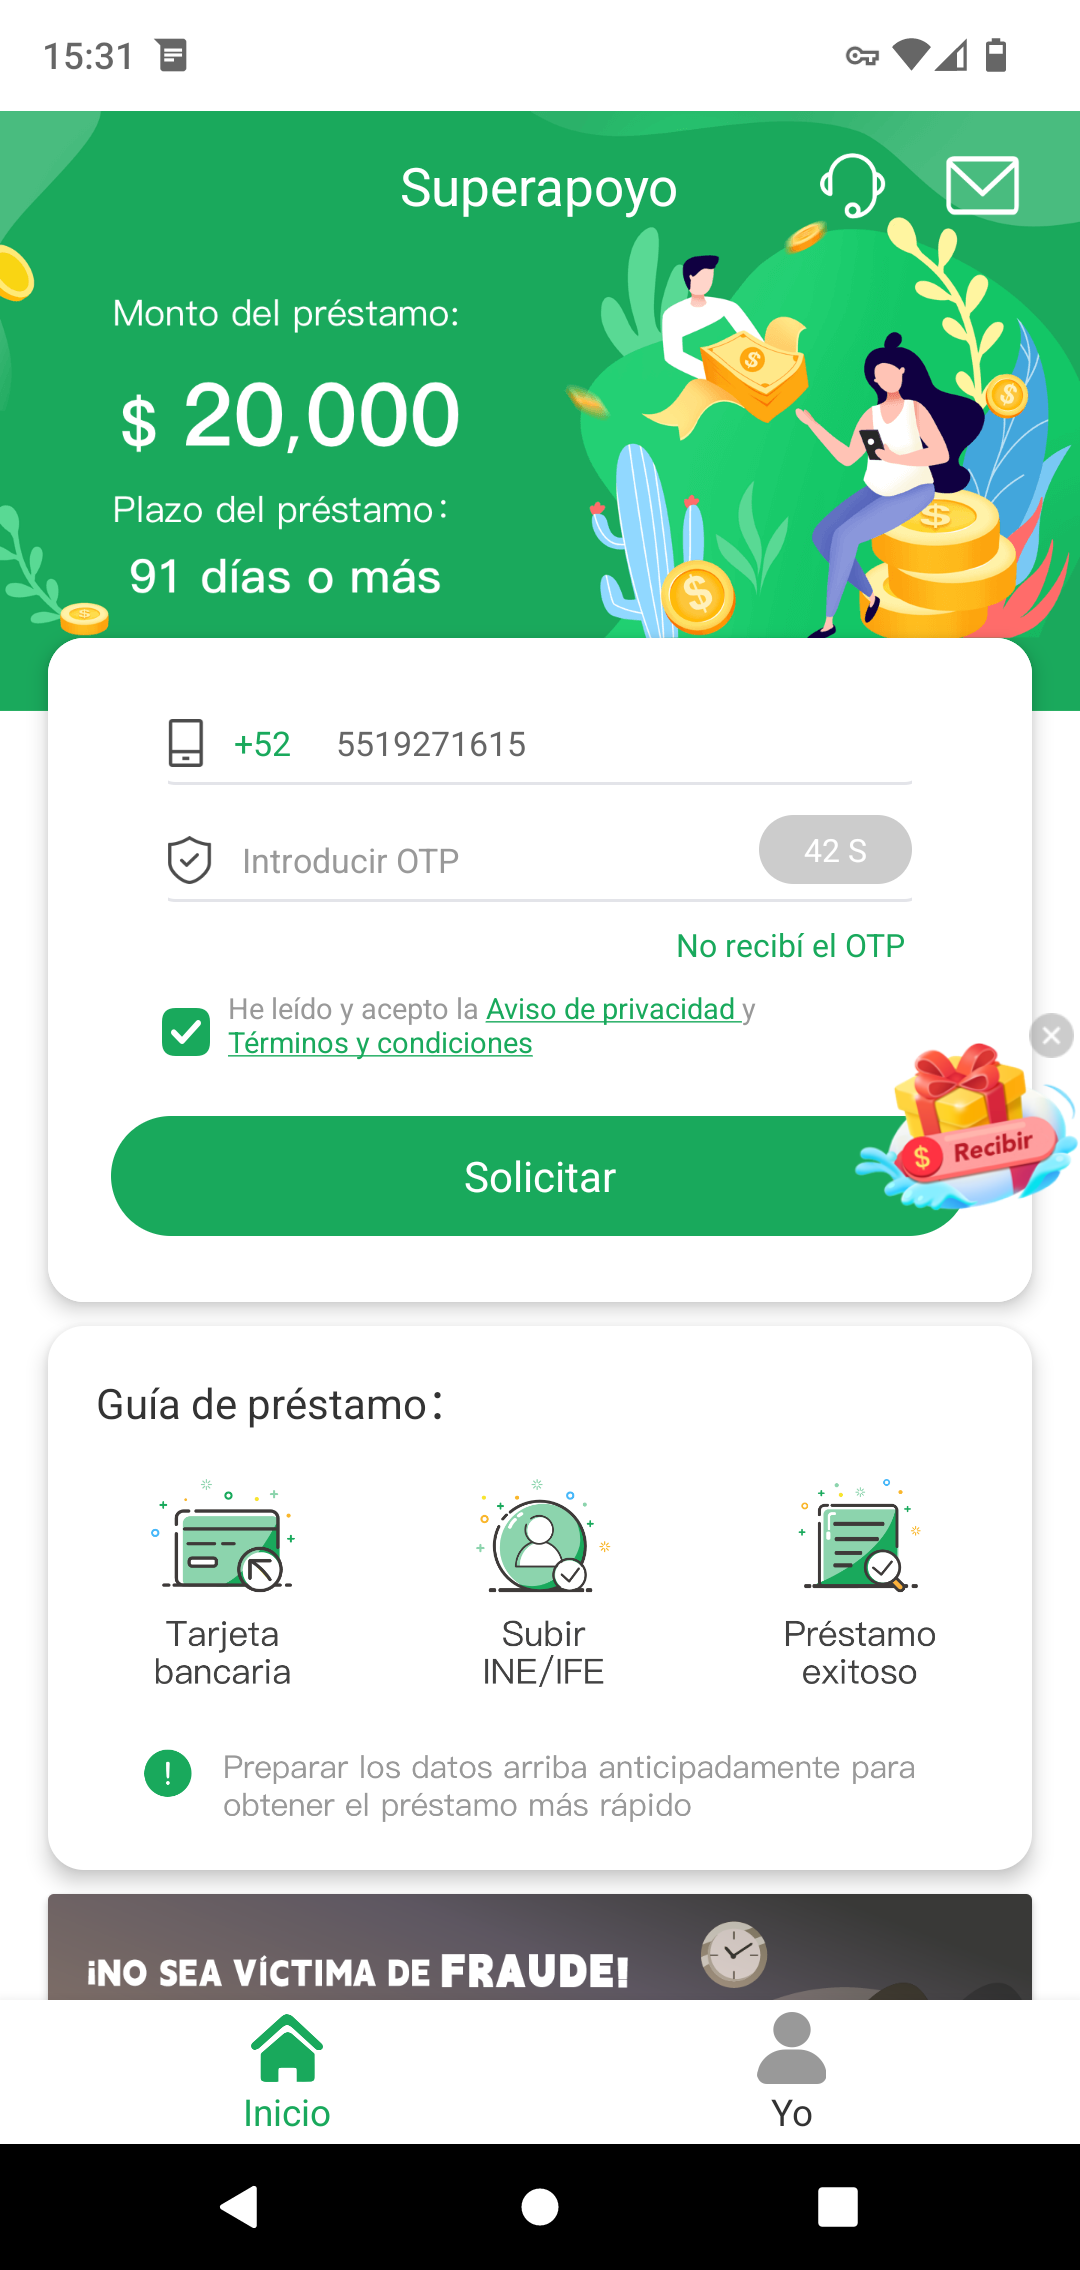 15:31
Superapoyo
Monto del préstamo:
$ 20,000
Plazo del préstamo:
91 días o más
+52 5519271615
Introducir OTP
42 S
No recibí el OTP
He leído y acepto la Aviso de privacidad y
Términos y condiciones
$ Recibir
Solicitar
Guía de préstamo:
Tarjeta
bancaria
Subir
INE/IFE
Préstamo
exitoso
Preparar los datos arriba anticipadamente para
obtener el préstamo más rápido
¡NO SEA VÍCTIMA DE FRAUDE!
Inicio
Yo